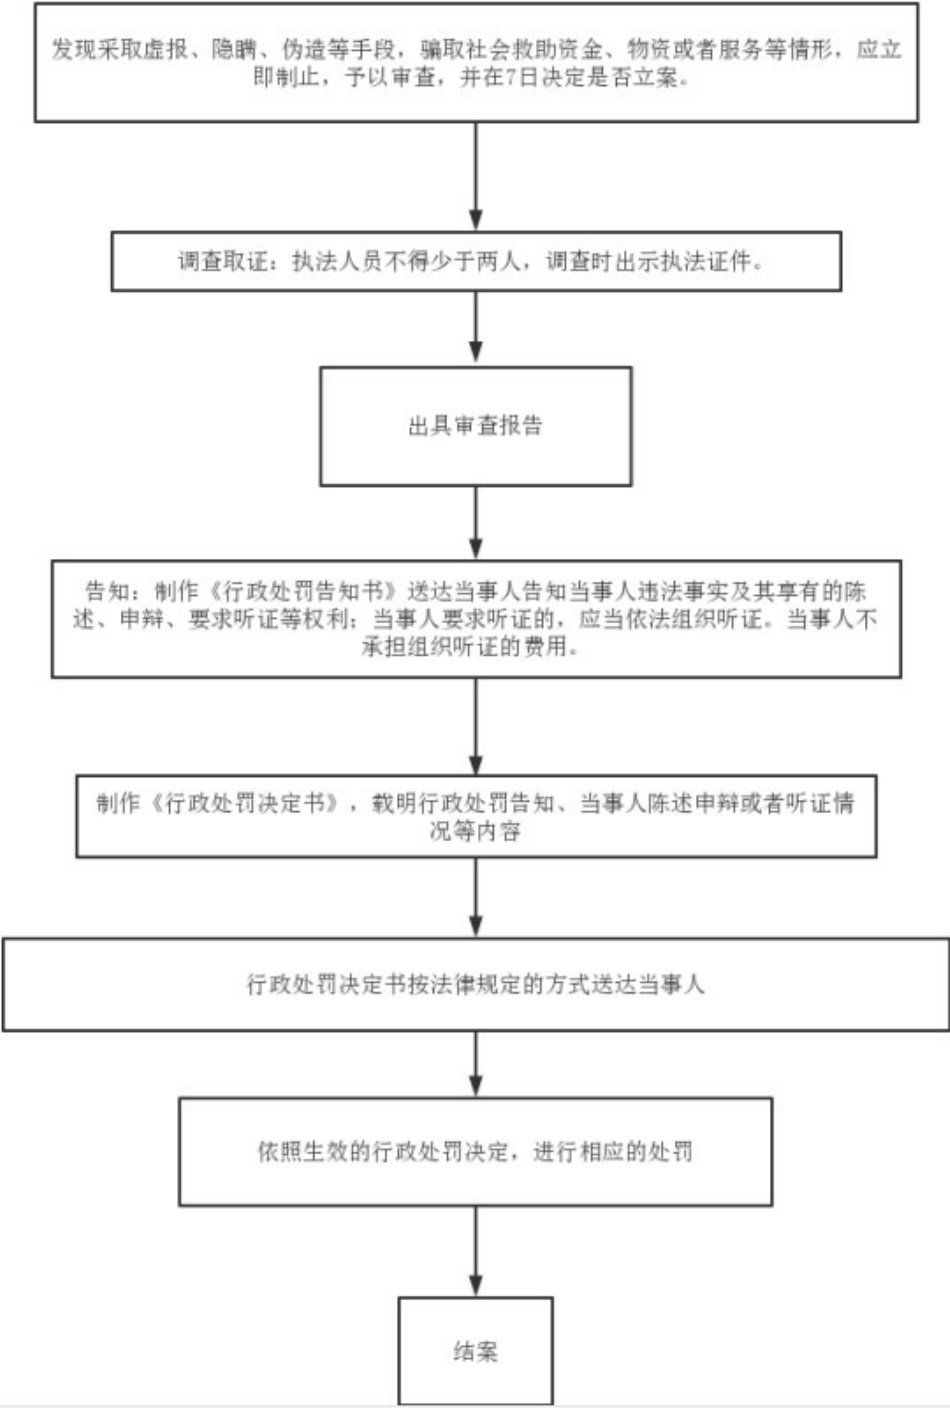 发现采取虚报、隐瞒、伪造等手段，骗取社会救助资金、物资或者服务等情形，应立
即制止，予以审查，并在7日决定是否立案。
调查取证：执法人员不得少于两人，调查时出示执法证件。
出具审查报告
告知：制作《行政处罚告知书》送达当事人告知当事人违法事实及其享有的陈
述、申辩、要求听证等权利；当事人要求听证的，应当依法组织听证。当事人不
承担组织听证的费用。
制作《行政处罚决定书》，载明行政处罚告知、当事人陈述申辩或者听证情
况等内容
行政处罚决定书按法律规定的方式送达当事人
依照生效的行政处罚决定，进行相应的处罚
结案